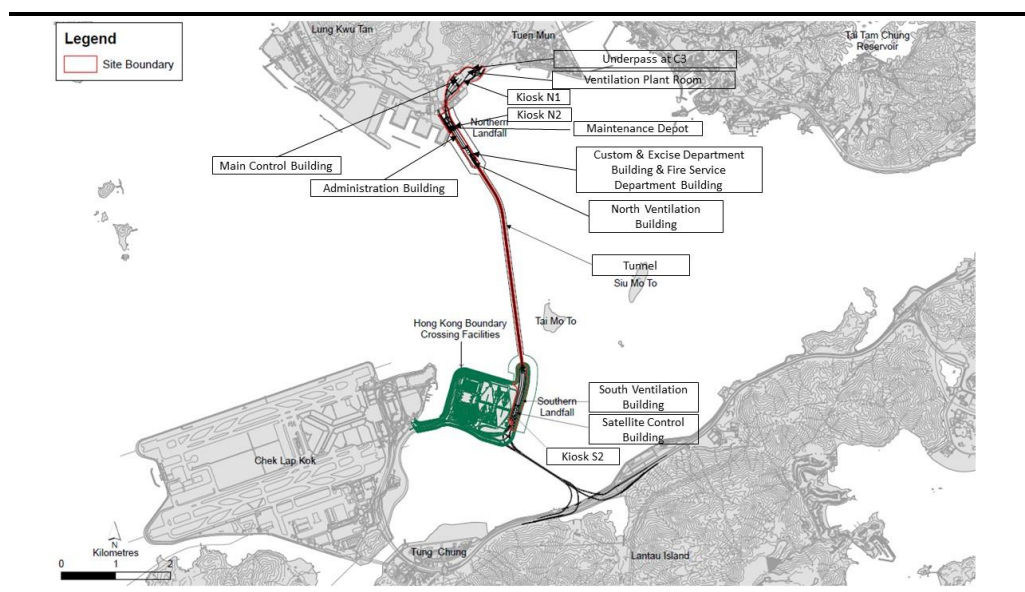 Legend
Site Boundary
Lung Kwu Tan
Tuen Mun
Tai Tam Chung
Reservoir
Underpass at C3
Ventilation Plant Room
Kiosk N1
Kiosk N2
Northern
Landfall
Maintenance Depot
Main Control Building
Administration Building
Custom & Excise Department
Building & Fire Service
Department Building
North Ventilation
Building
Tunnel
Siu Mo To
Tai Mo To
Hong Kong Boundary
Crossing Facilities
South Ventilation
Building
Southern
Landfall
Satellite Control
Building
Kiosk S2
Chek Lap Kok
Tung Chung
Lantau Island
N
Kilometres
0 1 2